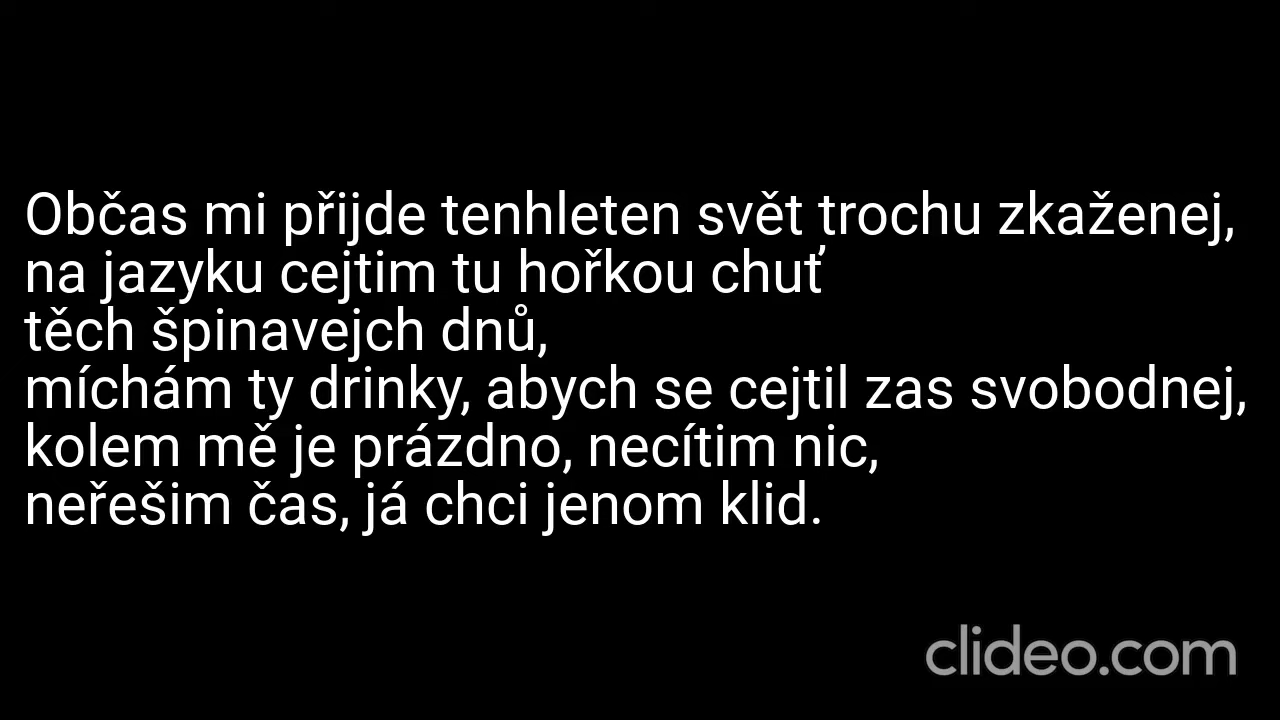 Občas mi přijde tenhleten svět trochu zkaženej,
na jazyku cejtim tu hořkou chuť
těch špinavejch dnů,
míchám ty drinky, abych se cejtil zas svobodnej,
kolem mě je prázdno, necítim nic,
neřešim čas, já chci jenom klid.
clideo.com